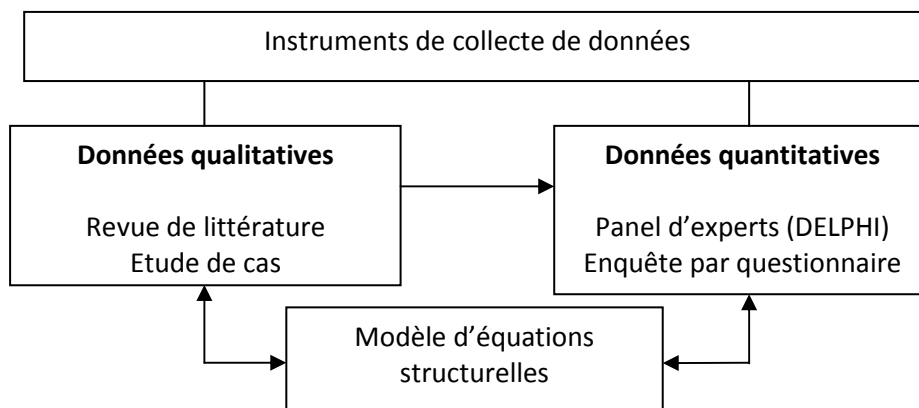 Instruments de collecte de données
Données qualitatives
Revue de littérature
Etude de cas
Données quantitatives
Panel d’experts (DELPHI)
Enquête par questionnaire
Modèle d’équations
structurelles